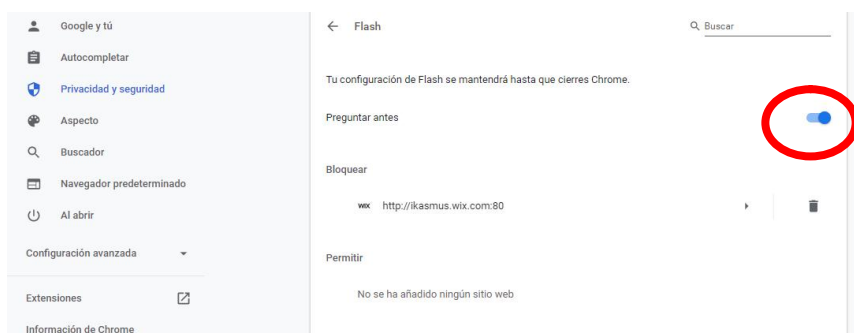 Google y tú
Autocompletar
Privacidad y seguridad
Aspecto
Buscador
Navegador predeterminado
Al abrir
Configuración avanzada
Extensiones
Información de Chrome
Flash
Buscar
Tu configuración de Flash se mantendrá hasta que cierres Chrome.
Preguntar antes
Bloquear
WIX http://ikasmus.wix.com:80
Permitir
No se ha añadido ningún sitio web